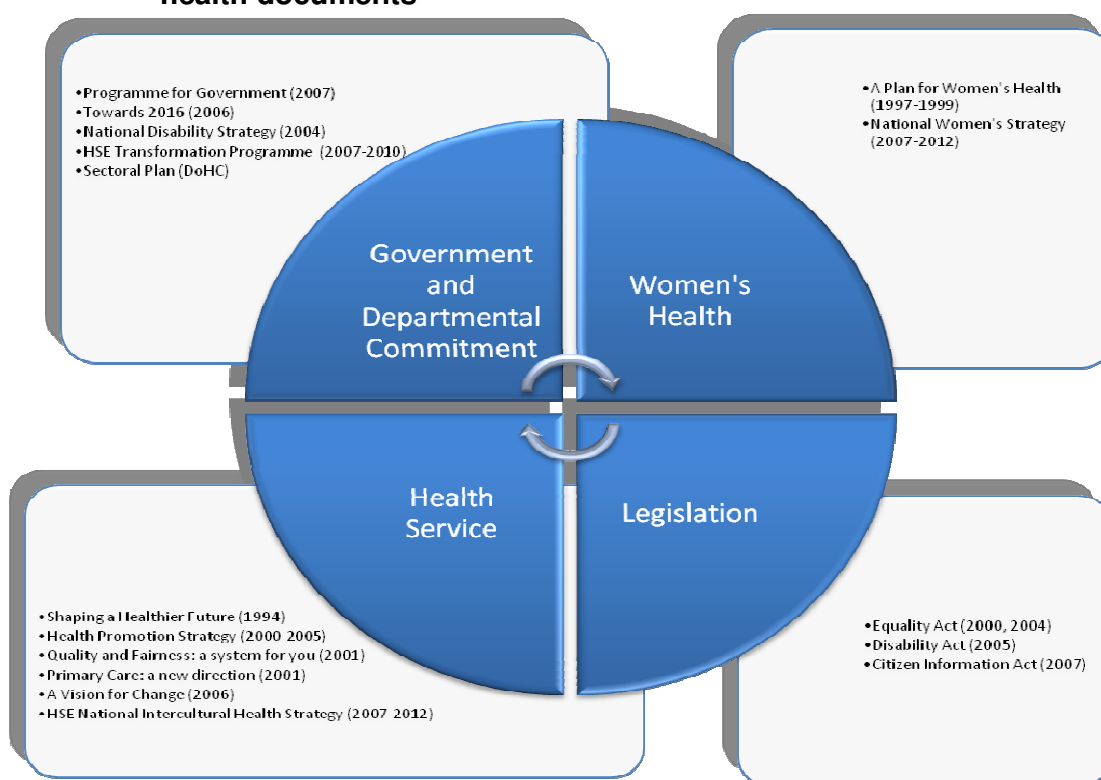 health documents
•Programme for Government (2007)
•Towards 2016 (2006)
•National Disability Strategy (2004)
•HSE Transformation Programme (2007-2010)
•Sectoral Plan (DoHC)
•A Plan for Women's Health
(1997-1999)
•National Women's Strategy
(2007-2012)
Government
and
Departmental
Commitment
Women's
Health
Health
Service
Legislation
•Shaping a Healthier Future (1994)
•Health Promotion Strategy (2000-2005)
•Quality and Fairness: a system for you (2001)
•Primary Care: a new direction (2001)
•A Vision for Change (2006)
•HSE National Intercultural Health Strategy (2007-2012)
•Equality Act (2000, 2004)
•Disability Act (2005)
•Citizen Information Act (2007)